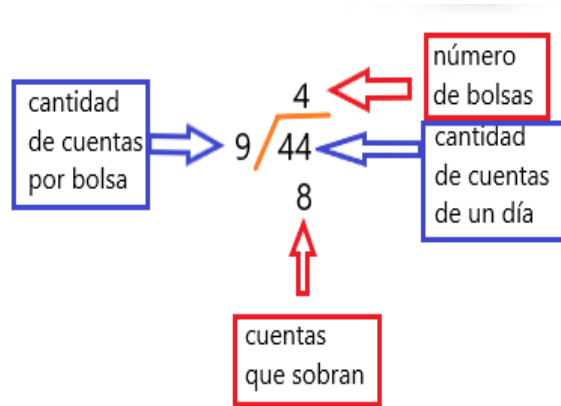 número
de bolsas
cantidad
de cuentas
por bolsa
4
9 44
cantidad
de cuentas
de un día
8
cuentas
que sobran